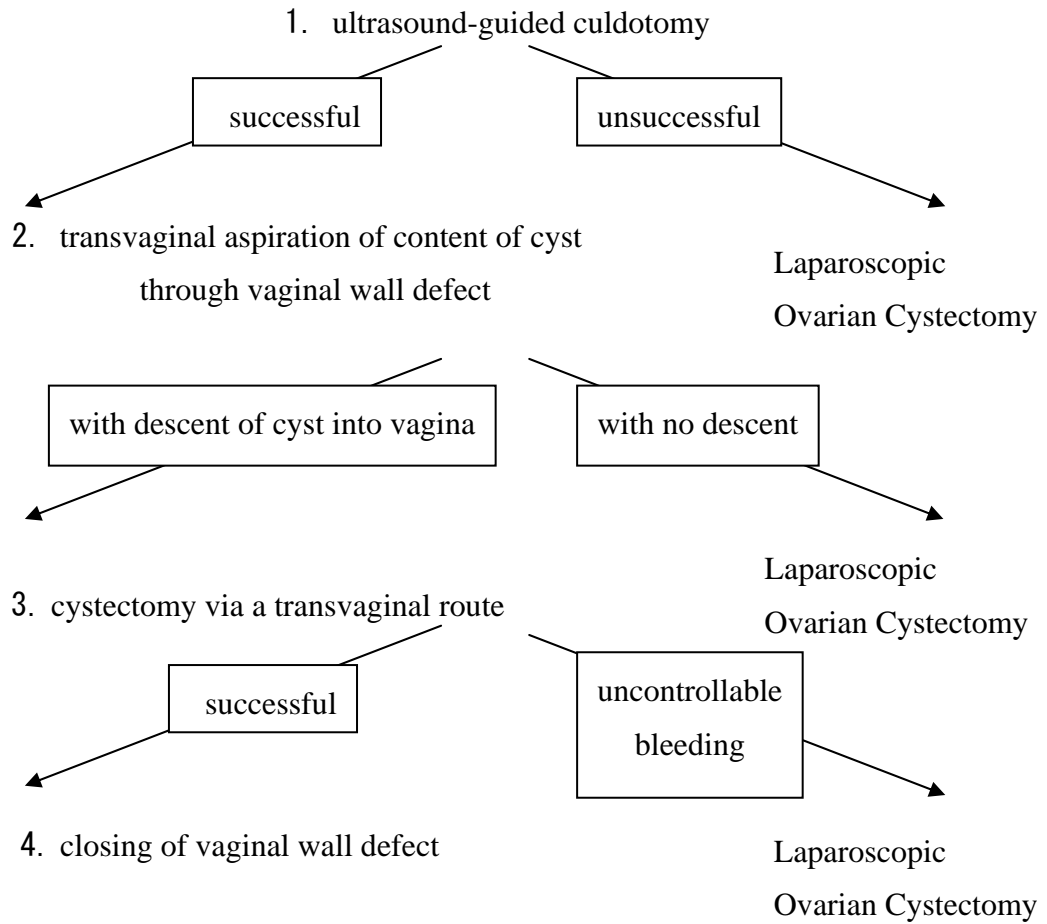 1. ultrasound-guided culdotomy
successful
unsuccessful
2. transvaginal aspiration of content of cyst
through vaginal wall defect
Laparoscopic
Ovarian Cystectomy
with descent of cyst into vagina
with no descent
Laparoscopic
Ovarian Cystectomy
3. cystectomy via a transvaginal route
successful
uncontrollable
bleeding
4. closing of vaginal wall defect
Laparoscopic
Ovarian Cystectomy